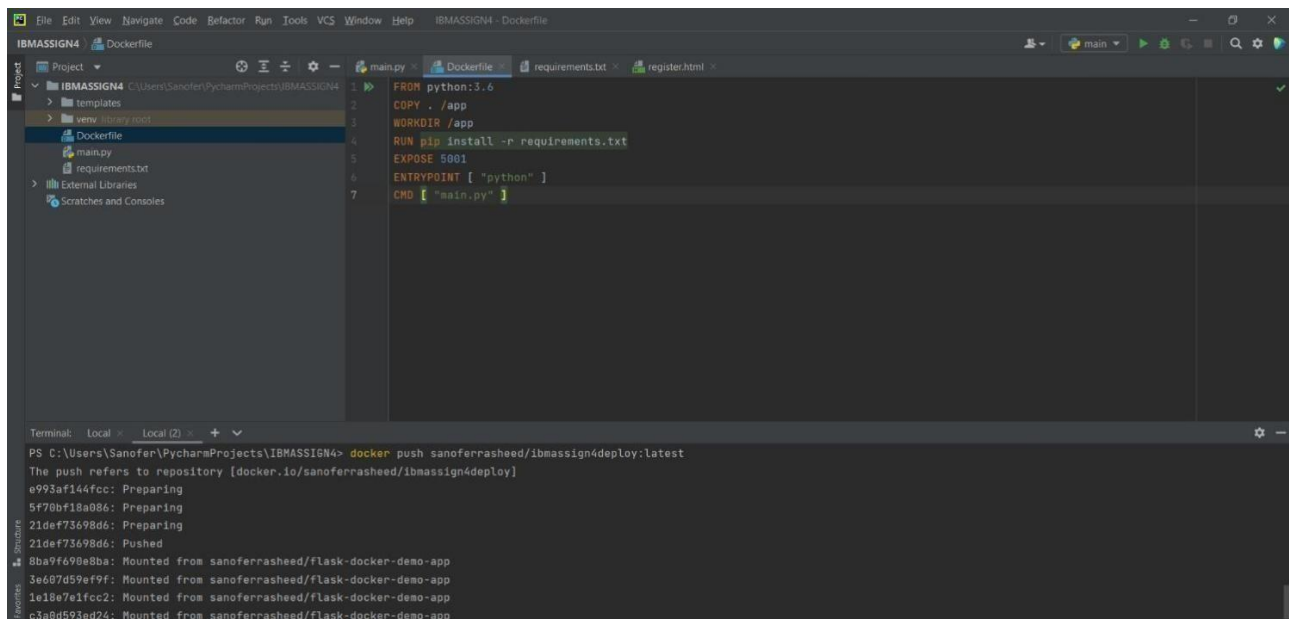 File Edit View Navigate Code Refactor Run Tools VCS Window Help IBMASSIGN4 - Dockerfile
IBMASSIGN4 Dockerfile main
Project
main.py Dockerfile requirements.txt register.html
Project
IBMASSIGN4 C:\Users\Sanofer\PycharmProjects\IBMASSIGN4
templates
venv library root
Dockerfile
main.py
requirements.txt
External Libraries
Scratches and Consoles
1 FROM python:3.6
2 COPY . /app
3 WORKDIR /app
4 RUN pip install -r requirements.txt
5 EXPOSE 5001
6 ENTRYPOINT [ "python" ]
7 CMD [ "main.py" ]
Terminal: Local Local (2)
PS C:\Users\Sanofer\PycharmProjects\IBMASSIGN4> docker push sanoferrasheed/ibmassign4deploy:latest
The push refers to repository [docker.io/sanoferrasheed/ibmassign4deploy]
e993af144fcc: Preparing
5f70bf18a086: Preparing
21def73698d6: Preparing
21def73698d6: Pushed
8ba9f690e8ba: Mounted from sanoferrasheed/flask-docker-demo-app
3e607d59ef9f: Mounted from sanoferrasheed/flask-docker-demo-app
1e18e7e1fcc2: Mounted from sanoferrasheed/flask-docker-demo-app
c3a0d593ed24: Mounted from sanoferrasheed/flask-docker-demo-app
Structure
Favorites